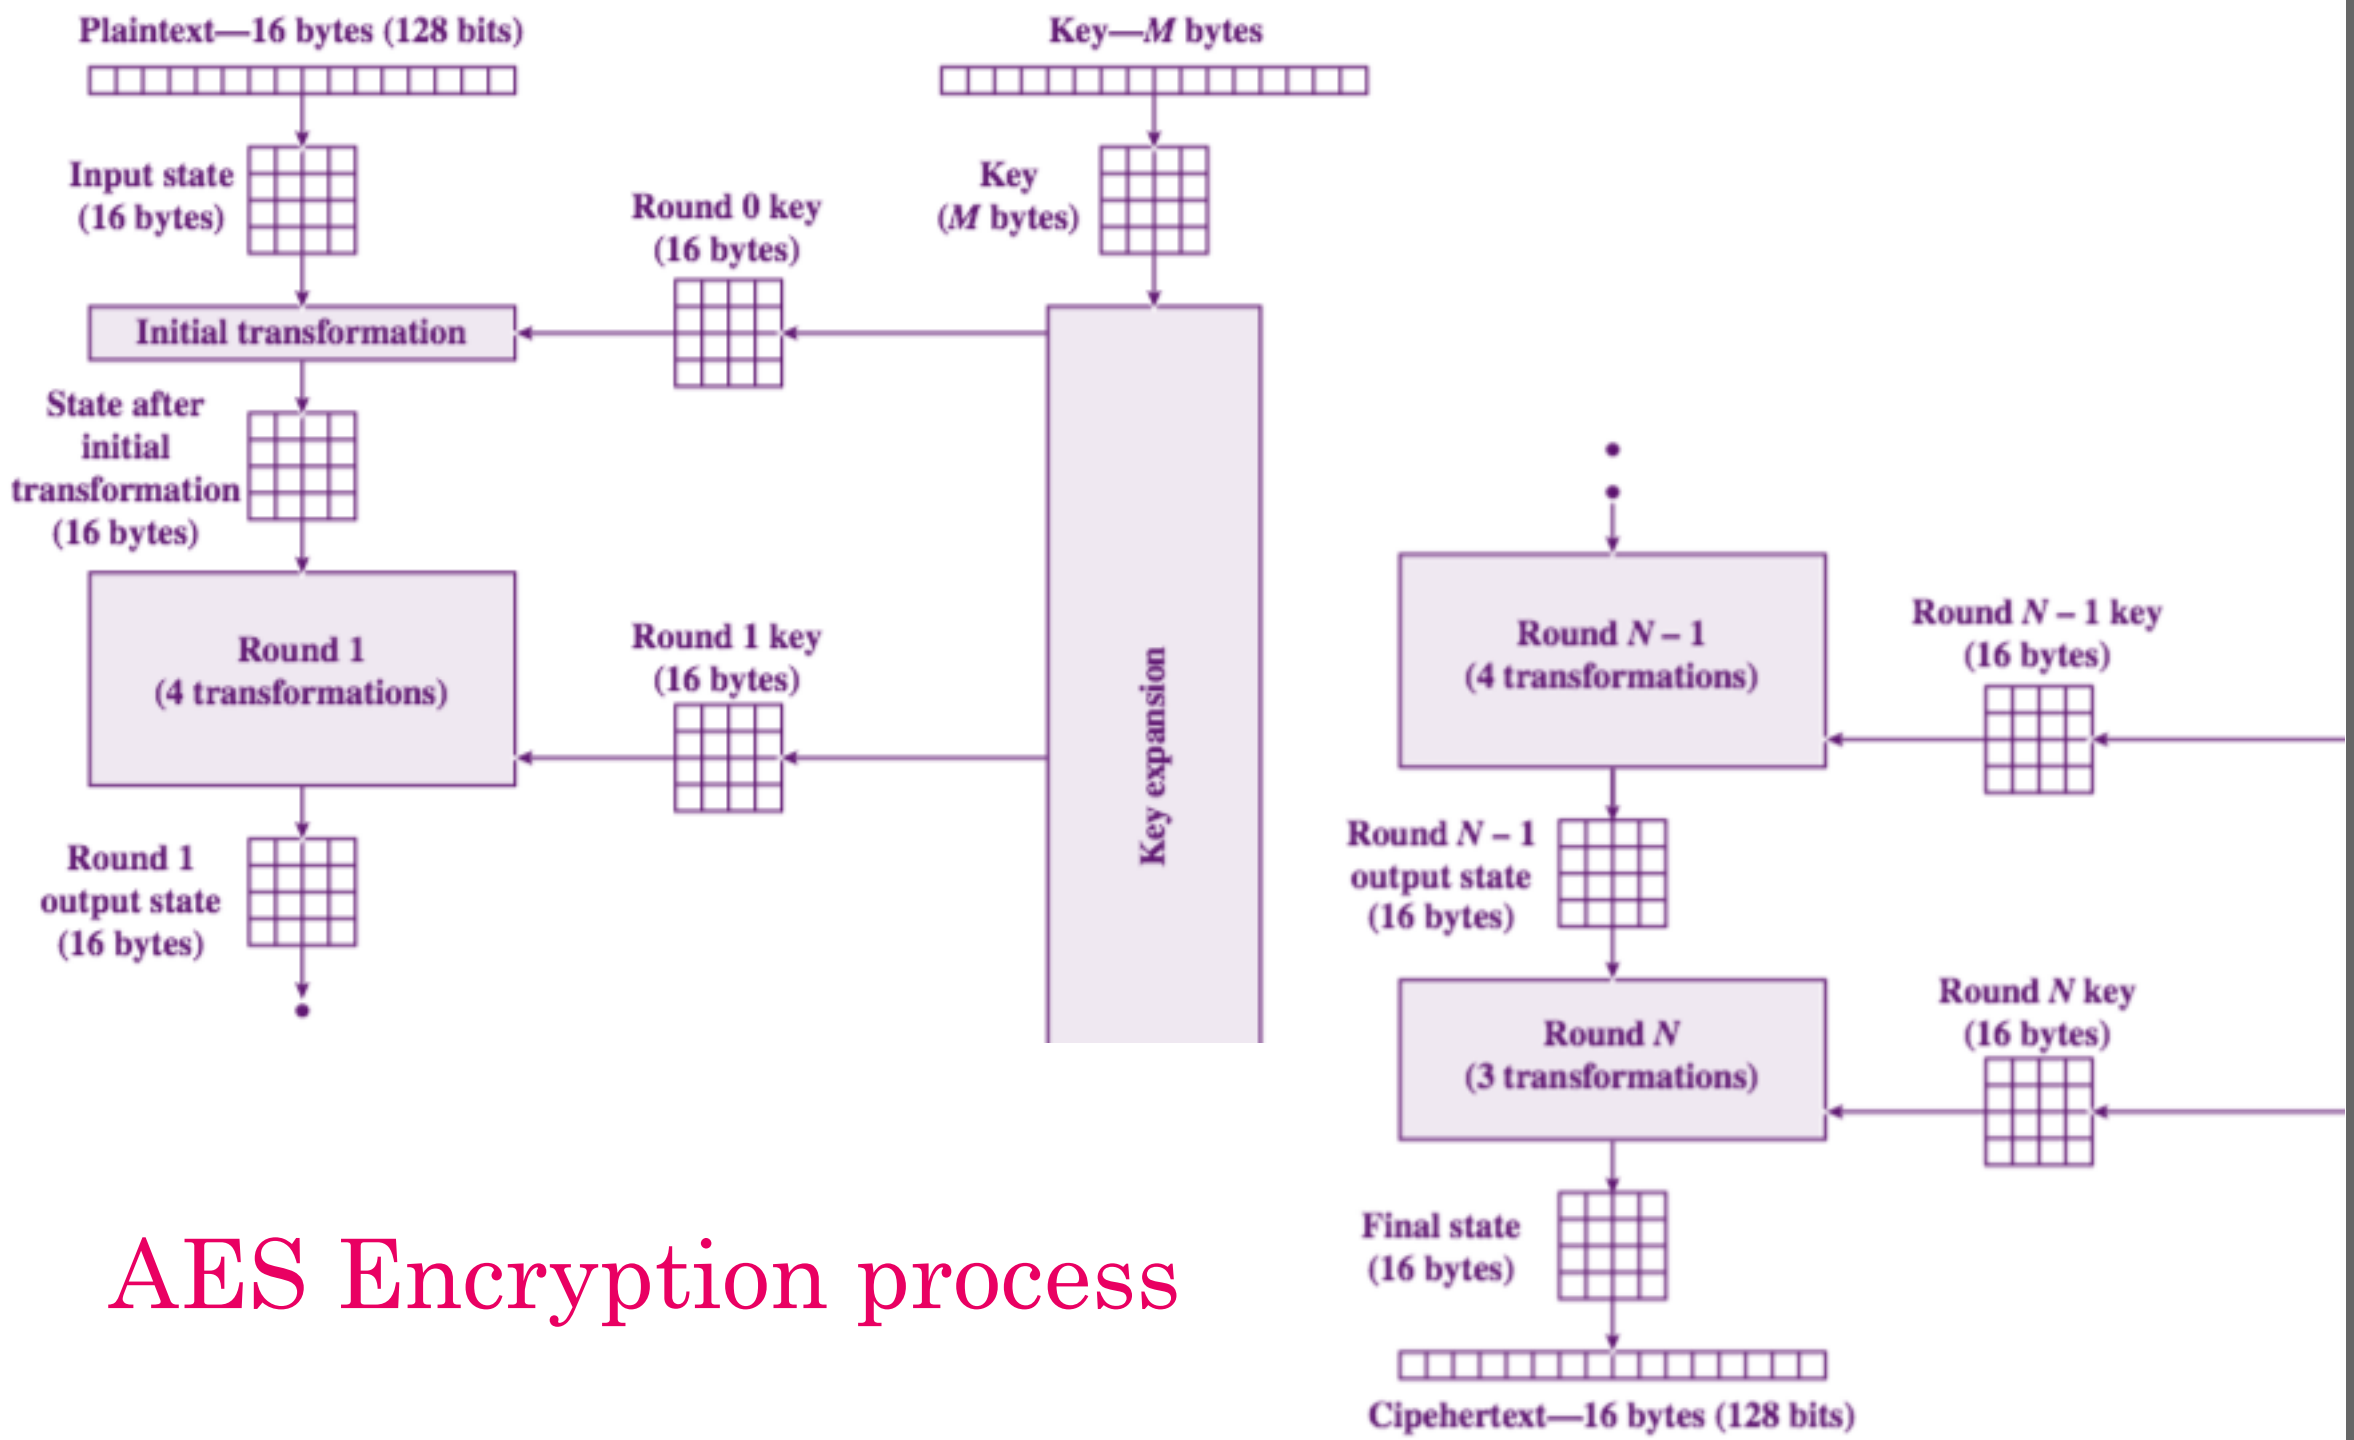 Plaintext—16 bytes (128 bits)
Key—M bytes
Input state
(16 bytes)
Key
(M bytes)
Round 0 key
(16 bytes)
Initial transformation
State after
initial
transformation
(16 bytes)
Round 1
(4 transformations)
Round 1 key
(16 bytes)
Key expansion
Round 1
output state
(16 bytes)
Round N – 1
(4 transformations)
Round N – 1 key
(16 bytes)
Round N – 1
output state
(16 bytes)
Round N
(3 transformations)
Round N key
(16 bytes)
Final state
(16 bytes)
Cipehertext—16 bytes (128 bits)
AES Encryption process